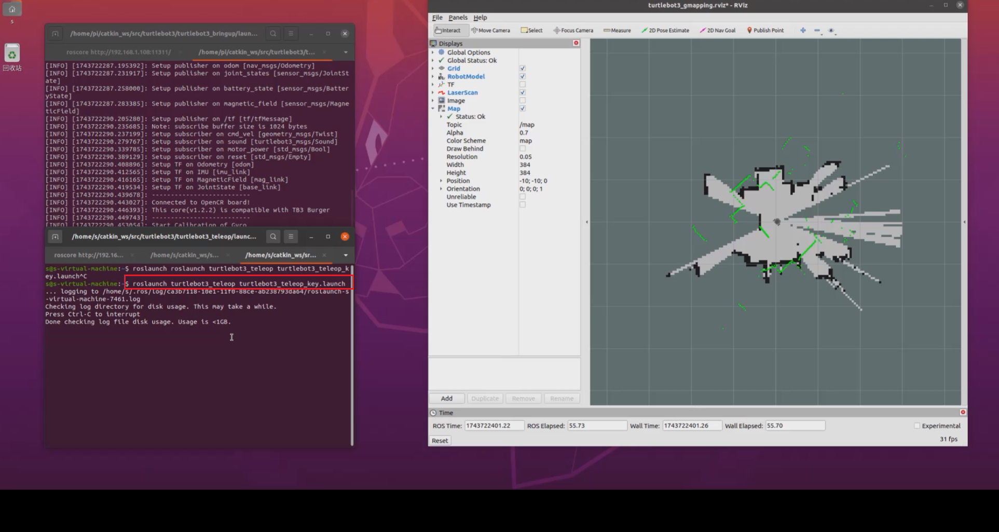 s
回收站
/home/pi/catkin_ws/src/turtlebot3/turtlebot3_bringup/laun...
roscore http://192.168.1.108:11311/
/home/pi/catkin_ws/src/turtlebot3/t...
[INFO] [1743722287.195392]: Setup publisher on odom [nav_msgs/Odometry]
[INFO] [1743722287.231917]: Setup publisher on joint_states [sensor_msgs/JointSt
ate]
[INFO] [1743722287.258000]: Setup publisher on battery_state [sensor_msgs/Batter
yState]
[INFO] [1743722287.283385]: Setup publisher on magnetic_field [sensor_msgs/Magne
ticField]
[INFO] [1743722290.205280]: Setup publisher on /tf [tf/tfMessage]
[INFO] [1743722290.235685]: Note: subscribe buffer size is 1024 bytes
[INFO] [1743722290.237199]: Setup subscriber on cmd_vel [geometry_msgs/Twist]
[INFO] [1743722290.279767]: Setup subscriber on sound [turtlebot3_msgs/Sound]
[INFO] [1743722290.339785]: Setup subscriber on motor_power [std_msgs/Bool]
[INFO] [1743722290.389129]: Setup subscriber on reset [std_msgs/Empty]
[INFO] [1743722290.408896]: Setup TF on Odometry [odom]
[INFO] [1743722290.412565]: Setup TF on IMU [imu_link]
[INFO] [1743722290.416165]: Setup TF on MagneticField [mag_link]
[INFO] [1743722290.419534]: Setup TF on JointState [base_link]
[INFO] [1743722290.439678]: --------------------------
[INFO] [1743722290.443027]: Connected to OpenCR board!
[INFO] [1743722290.446393]: This core(v1.2.2) is compatible with TB3 Burger
[INFO] [1743722290.449743]: --------------------------
[INFO] [1743722290.453054]: Start Calibration of Gyro
/home/s/catkin_ws/src/turtlebot3/turtlebot3_teleop/launc...
roscore http://192.16...
/home/s/catkin_ws/s...
/home/s/catkin_ws/sr...
s@s-virtual-machine:~$ roslaunch roslaunch turtlebot3_teleop turtlebot3_teleop_k
ey.launch^C
s@s-virtual-machine:~$ roslaunch turtlebot3_teleop turtlebot3_teleop_key.launch
... logging to /home/s/.ros/log/ca3b7118-10e1-11f0-88ce-ab238793da64/roslaunch-s
-virtual-machine-7461.log
Checking log directory for disk usage. This may take a while.
Press Ctrl-C to interrupt
Done checking log file disk usage. Usage is <1GB.
turtlebot3_gmapping.rviz* - RViz
File Panels Help
Interact Move Camera Select Focus Camera Measure 2D Pose Estimate 2D Nav Goal Publish Point
Displays
Global Options
Global Status: Ok
Grid
RobotModel
TF
LaserScan
Image
Map
Status: Ok
Topic /map
Alpha 0.7
Color Scheme map
Draw Behind
Resolution 0.05
Width 384
Height 384
Position -10; -10; 0
Orientation 0; 0; 0; 1
Unreliable
Use Timestamp
Add Duplicate Remove Rename
Time
ROS Time: 1743722401.22 ROS Elapsed: 55.73 Wall Time: 1743722401.26 Wall Elapsed: 55.70 Experimental
Reset 31 fps